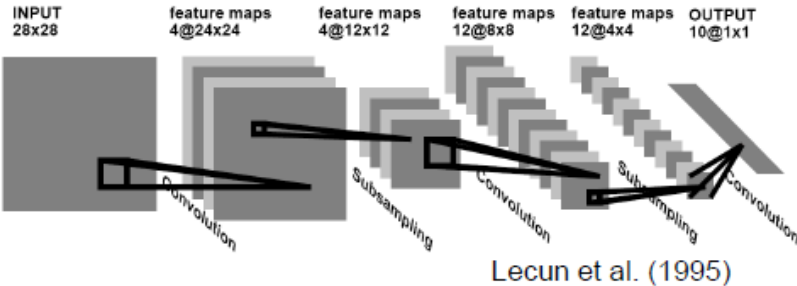 INPUT
28x28
feature maps
4@24x24
feature maps
4@12x12
feature maps
12@8x8
feature maps
12@4x4
OUTPUT
10@1x1
Convolution
Subsampling
Convolution
Subsampling
Convolution
Lecun et al. (1995)